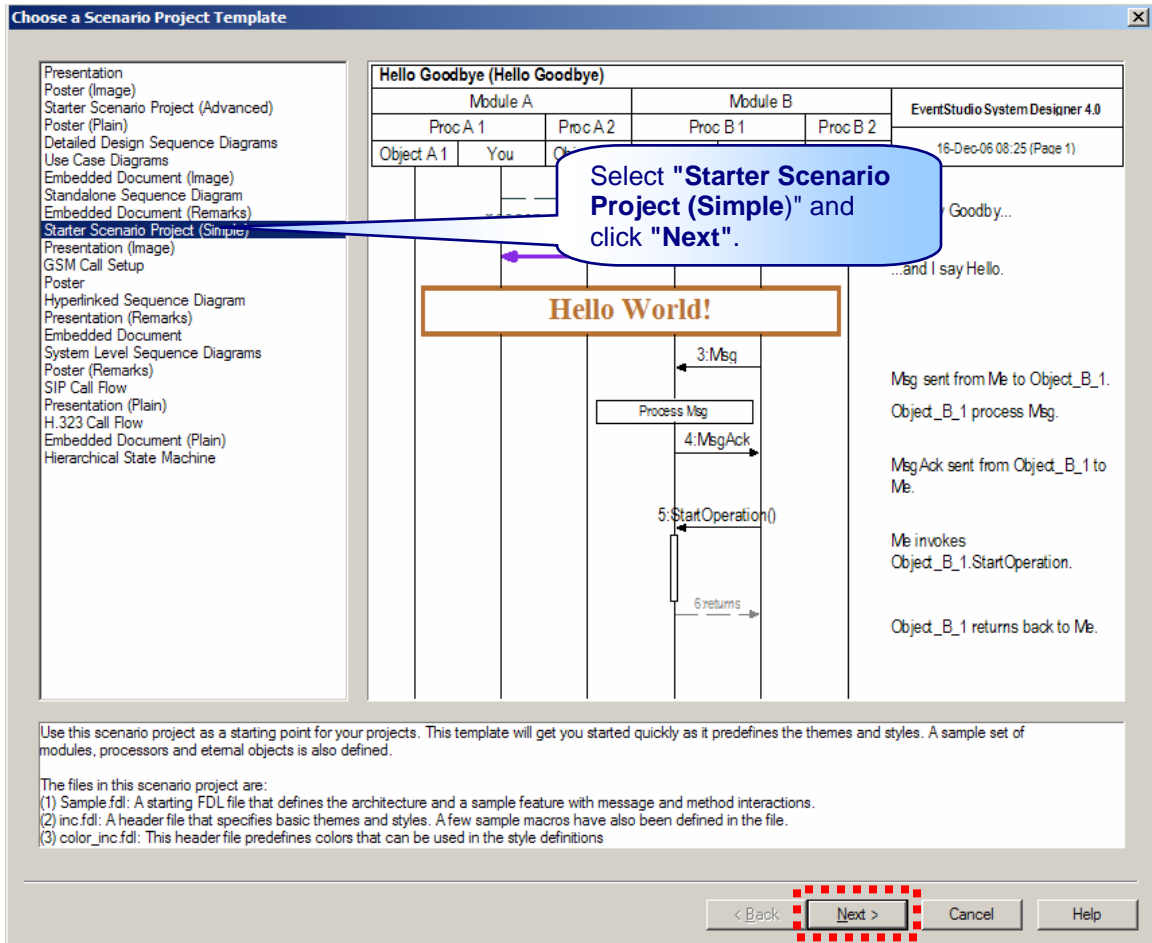 Choose a Scenario Project Template
Presentation
Poster (Image)
Starter Scenario Project (Advanced)
Poster (Plain)
Detailed Design Sequence Diagrams
Use Case Diagrams
Embedded Document (Image)
Standalone Sequence Diagram
Embedded Document (Remarks)
Starter Scenario Project (Simple)
Presentation (Image)
GSM Call Setup
Poster
Hyperlinked Sequence Diagram
Presentation (Remarks)
Embedded Document
System Level Sequence Diagrams
Poster (Remarks)
SIP Call Flow
Presentation (Plain)
H.323 Call Flow
Embedded Document (Plain)
Hierarchical State Machine
Hello Goodbye (Hello Goodbye)
Module A
Module B
EventStudio System Designer 4.0
Proc A 1
Proc A 2
Proc B 1
Proc B 2
16-Dec-06 08:25 (Page 1)
Object A 1
You
Select "Starter Scenario
Project (Simple)" and
click "Next".
Goodby...
...and I say Hello.
Hello World!
3:Msg
Msg sent from Me to Object_B_1.
Process Msg
Object_B_1 process Msg.
4:MsgAck
MsgAck sent from Object_B_1 to
Me.
5:StartOperation()
Me invokes
Object_B_1.StartOperation.
6:returns
Object_B_1 returns back to Me.
Use this scenario project as a starting point for your projects. This template will get you started quickly as it predefines the themes and styles. A sample set of
modules, processors and eternal objects is also defined.
The files in this scenario project are:
(1) Sample.fdl: A starting FDL file that defines the architecture and a sample feature with message and method interactions.
(2) inc.fdl: A header file that specifies basic themes and styles. A few sample macros have also been defined in the file.
(3) color_inc.fdl: This header file predefines colors that can be used in the style definitions
< Back
Next >
Cancel
Help